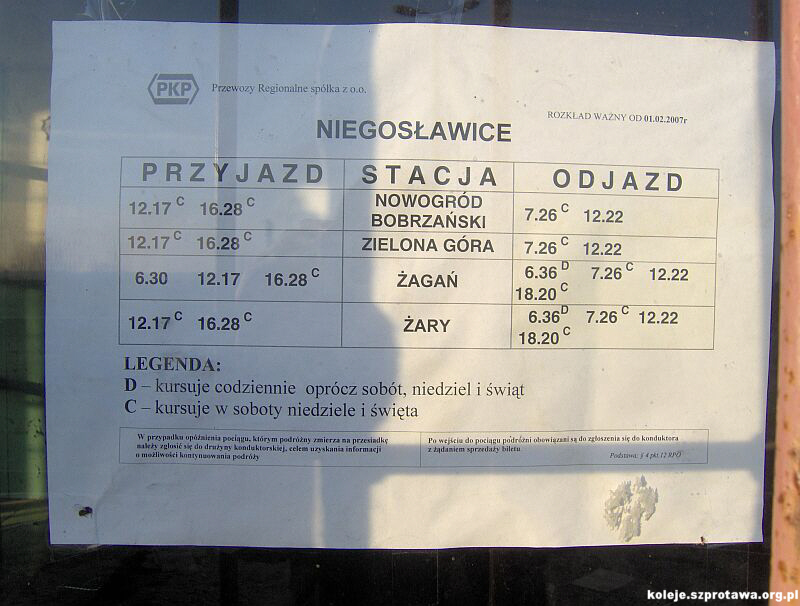 PKP Przewozy Regionalne spółka z o.o.
ROZKŁAD WAŻNY OD 01.02.2007r
NIEGOSŁAWICE
PRZYJAZD STACJA ODJAZD
12.17 C 16.28 C NOWOGRÓD BOBRZAŃSKI 7.26 C 12.22
12.17 C 16.28 C ZIELONA GÓRA 7.26 C 12.22
6.30 12.17 16.28 C ŻAGAŃ 6.36 D 7.26 C 12.22
18.20 C
12.17 C 16.28 C ŻARY 6.36 D 7.26 C 12.22
18.20 C
LEGENDA:
D – kursuje codziennie oprócz sobót, niedziel i świąt
C – kursuje w soboty niedziele i święta
W przypadku opóźnienia pociągu, którym podróżny zmierza na przesiadkę
należy zgłosić się do drużyny konduktorskiej, celem uzyskania informacji
o możliwości kontynuowania podróży
Po wejściu do pociągu podróżni obowiązani są do zgłoszenia się do konduktora
z żądaniem sprzedaży biletu.
Podstawa: § 4 pkt.12 RPO
koleje.szprotawa.org.pl